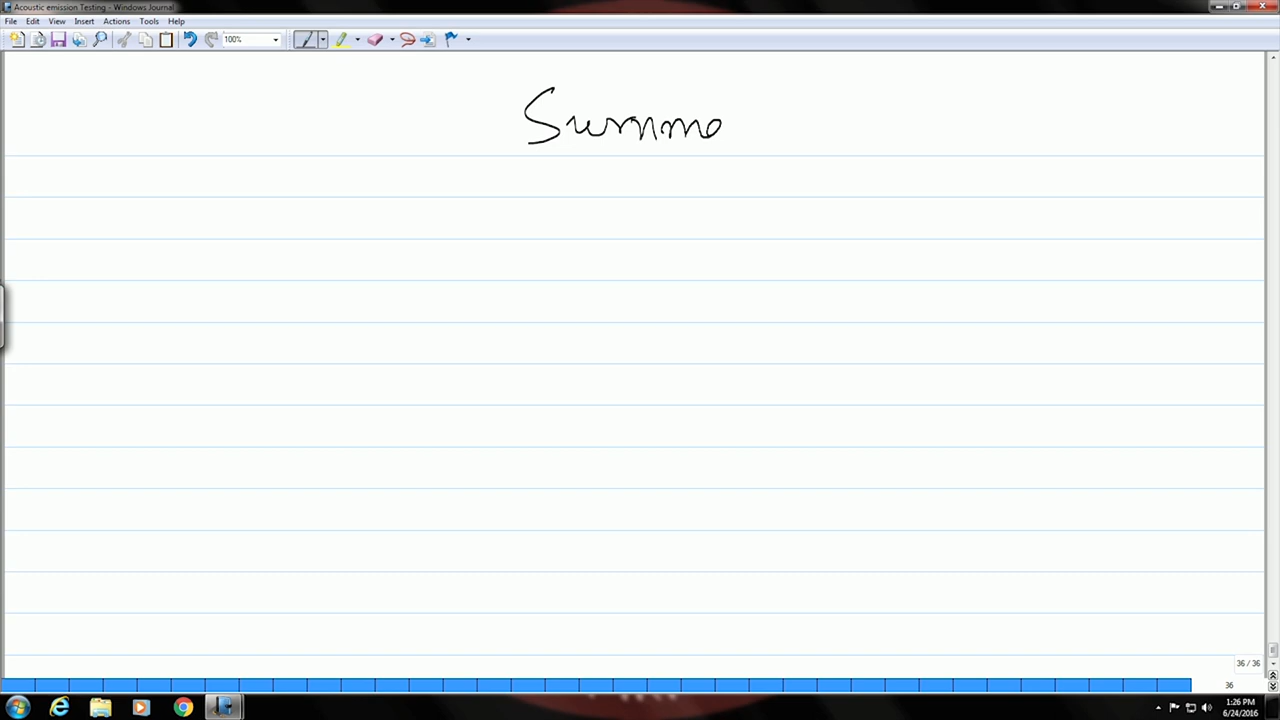 Acoustic emission Testing - Windows Journal
File Edit View Insert Actions Tools Help
100%
Summa
36 / 36
36
1:26 PM
6/24/2016